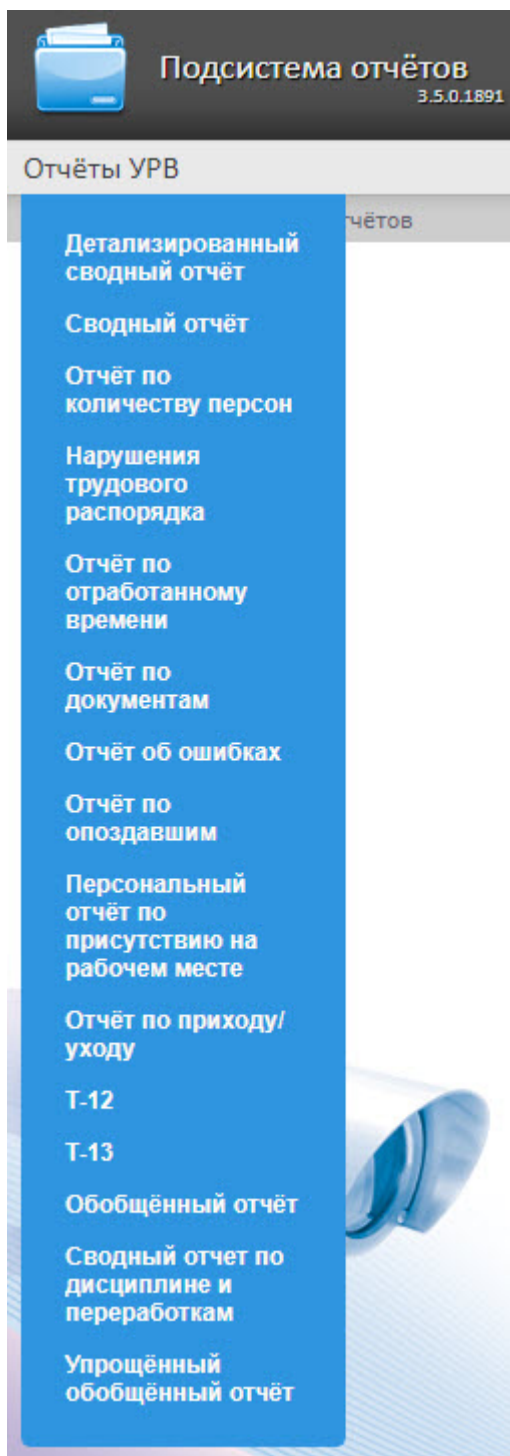 Подсистема отчётов
3.5.0.1891
Отчёты УРВ
чётов
Детализированный
сводный отчёт
Сводный отчёт
Отчёт по
количеству персон
Нарушения
трудового
распорядка
Отчёт по
отработанному
времени
Отчёт по
документам
Отчёт об ошибках
Отчёт по
опоздавшим
Персональный
отчёт по
присутствию на
рабочем месте
Отчёт по приходу/
уходу
Т-12
Т-13
Обобщённый отчёт
Сводный отчет по
дисциплине и
переработкам
Упрощённый
обобщённый отчёт